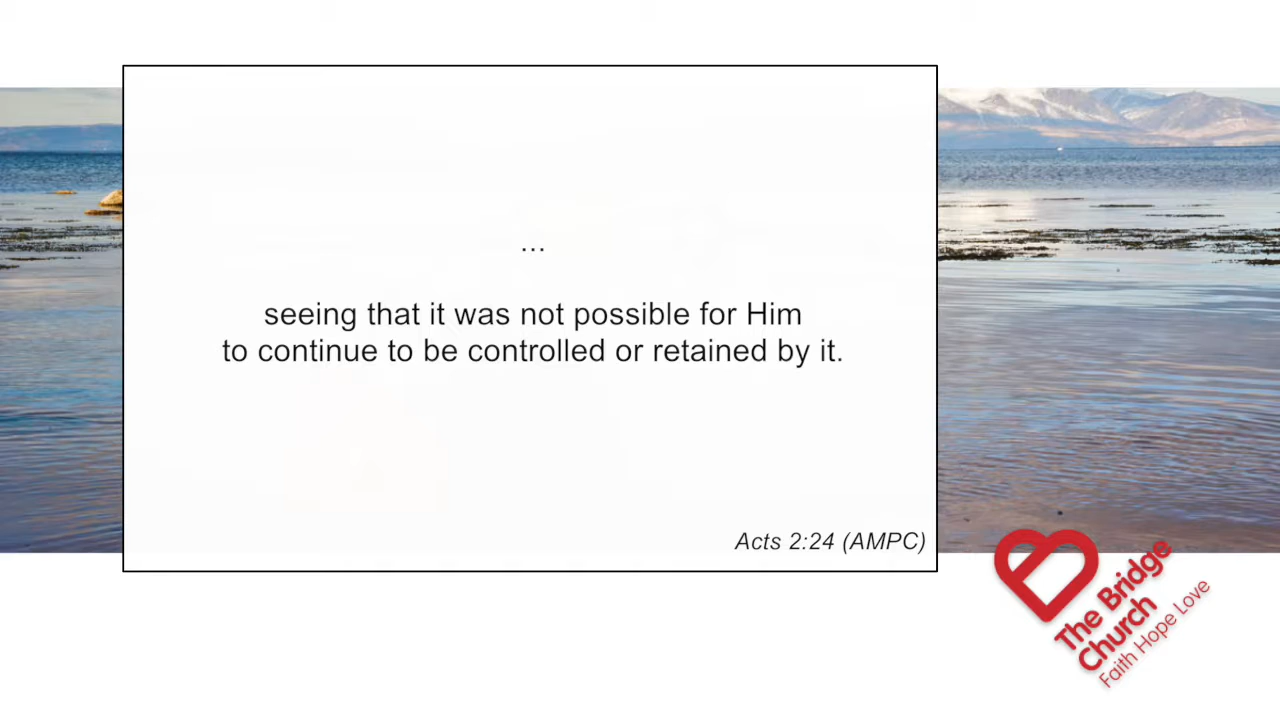 ...
seeing that it was not possible for Him
to continue to be controlled or retained by it.
Acts 2:24 (AMPC)
The Bridge
Church
Faith Hope Love